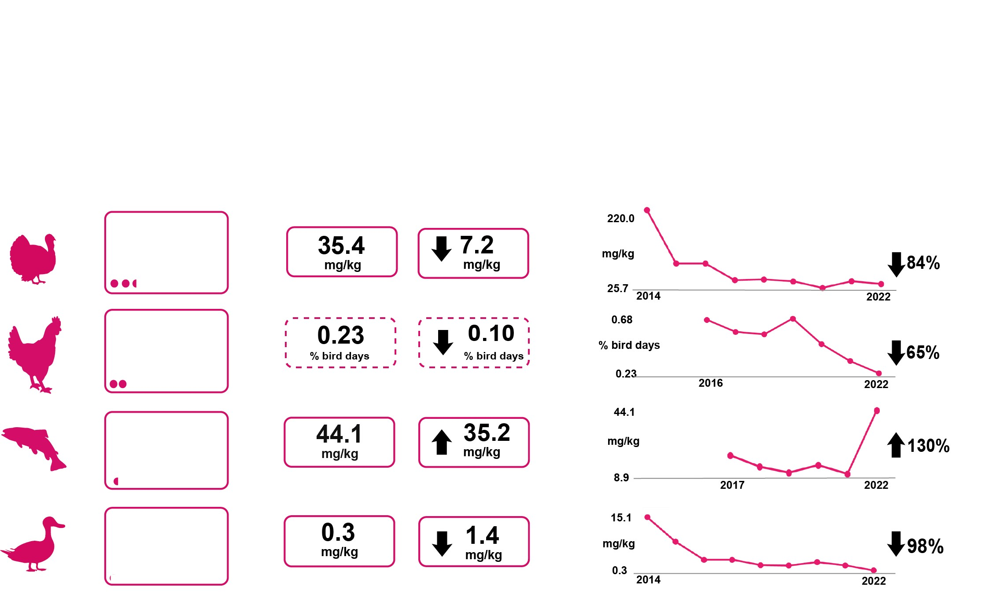 35.4
mg/kg
7.2
mg/kg
220.0
mg/kg
25.7
2014
2022
84%
0.23
% bird days
0.10
% bird days
0.68
% bird days
0.23
2016
2022
65%
44.1
mg/kg
35.2
mg/kg
44.1
mg/kg
8.9
2017
2022
130%
0.3
mg/kg
1.4
mg/kg
15.1
mg/kg
0.3
2014
2022
98%